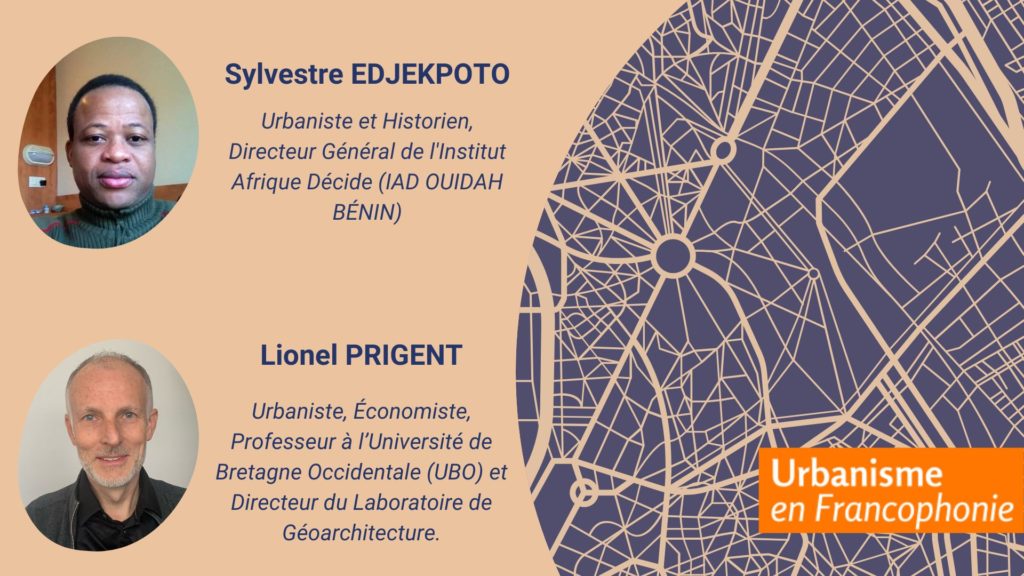 Sylvestre EDJEKPOTO
Urbaniste et Historien,
Directeur Général de l'Institut
Afrique Décide (IAD OUIDAH
BÉNIN)
Lionel PRIGENT
Urbaniste, Économiste,
Professeur à l’Université de
Bretagne Occidentale (UBO) et
Directeur du Laboratoire de
Géoarchitecture.
Urbanisme
en Francophonie